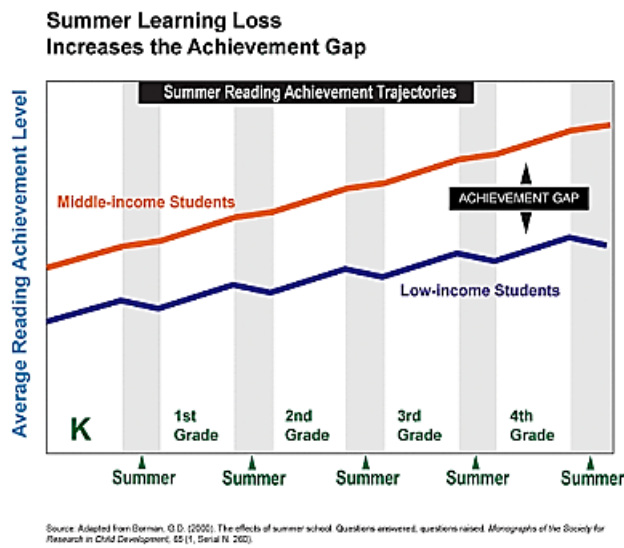 Summer Learning Loss
Increases the Achievement Gap
Summer Reading Achievement Trajectories
Average Reading Achievement Level
Middle-income Students
ACHIEVEMENT GAP
Low-income Students
K
1st
Grade
2nd
Grade
3rd
Grade
4th
Grade
Summer
Summer
Summer
Summer
Summer
Source: Adapted from Borman, G.D. (2000). The effects of summer school: Questions answered, questions raised. Monographs of the Society for
Research in Child Development, 65 (1, Serial N. 260).